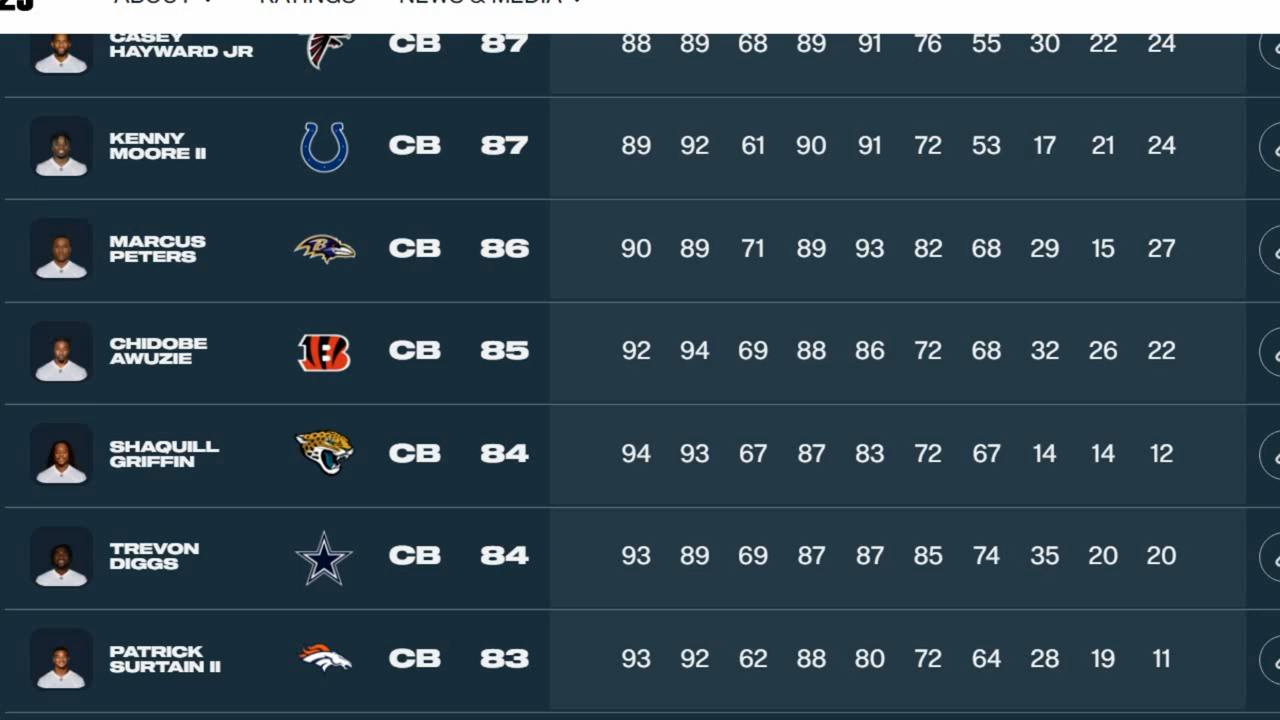 23
ABOUT RATINGS NEWS & MEDIA
CASEY
HAYWARD JR CB 87 88 89 68 89 91 76 55 30 22 24
KENNY
MOORE II CB 87 89 92 61 90 91 72 53 17 21 24
MARCUS
PETERS CB 86 90 89 71 89 93 82 68 29 15 27
CHIDOBE
AWUZIE CB 85 92 94 69 88 86 72 68 32 26 22
SHAQUILL
GRIFFIN CB 84 94 93 67 87 83 72 67 14 14 12
TREVON
DIGGS CB 84 93 89 69 87 87 85 74 35 20 20
PATRICK
SURTAIN II CB 83 93 92 62 88 80 72 64 28 19 11